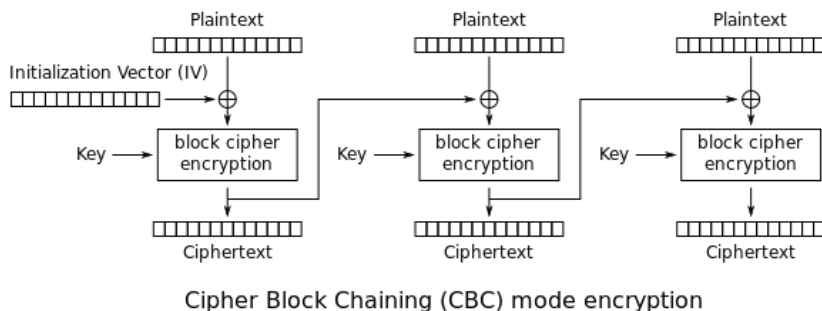 Plaintext Plaintext Plaintext
Initialization Vector (IV)
Key block cipher encryption Key block cipher encryption Key block cipher encryption
Ciphertext Ciphertext Ciphertext
Cipher Block Chaining (CBC) mode encryption